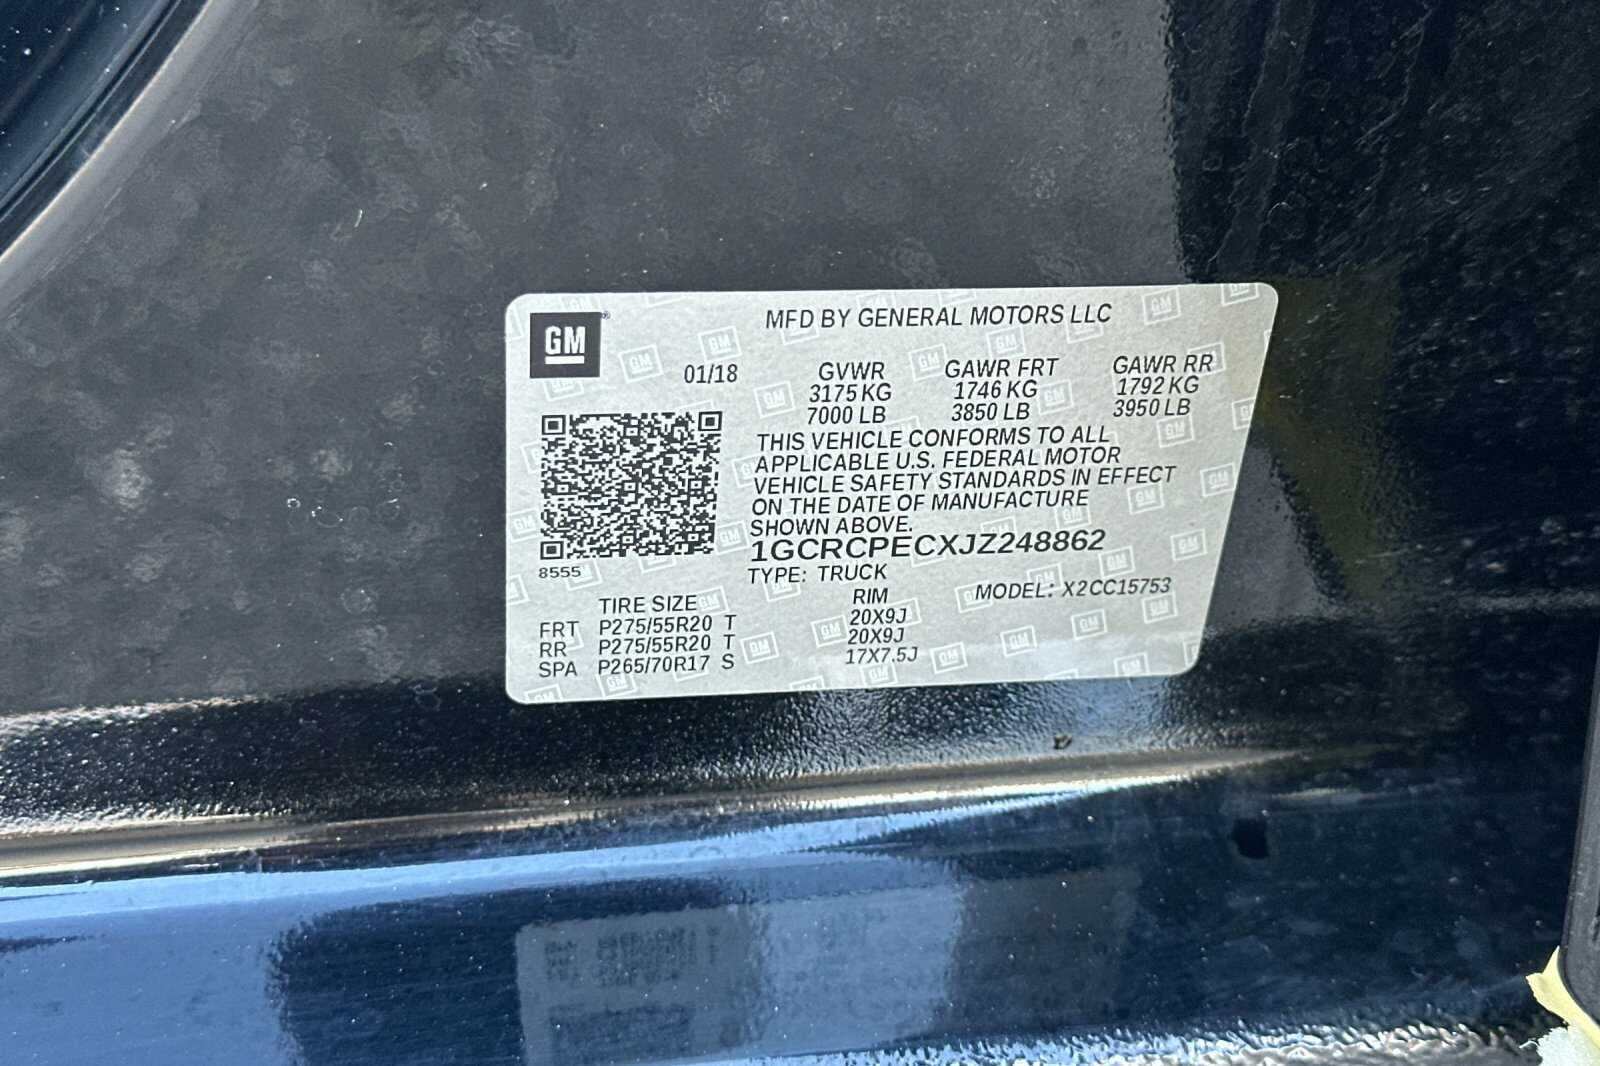 GM
MFD BY GENERAL MOTORS LLC
01/18 GVWR GAWR FRT GAWR RR
3175 KG 1746 KG 1792 KG
7000 LB 3850 LB 3950 LB
THIS VEHICLE CONFORMS TO ALL
APPLICABLE U.S. FEDERAL MOTOR
VEHICLE SAFETY STANDARDS IN EFFECT
ON THE DATE OF MANUFACTURE
SHOWN ABOVE.
1GCRCPECXJZ248862
8555
TYPE: TRUCK
MODEL: X2CC15753
TIRE SIZE RIM
FRT P275/55R20 T 20X9J
RR P275/55R20 T 20X9J
SPA P265/70R17 S 17X7.5J